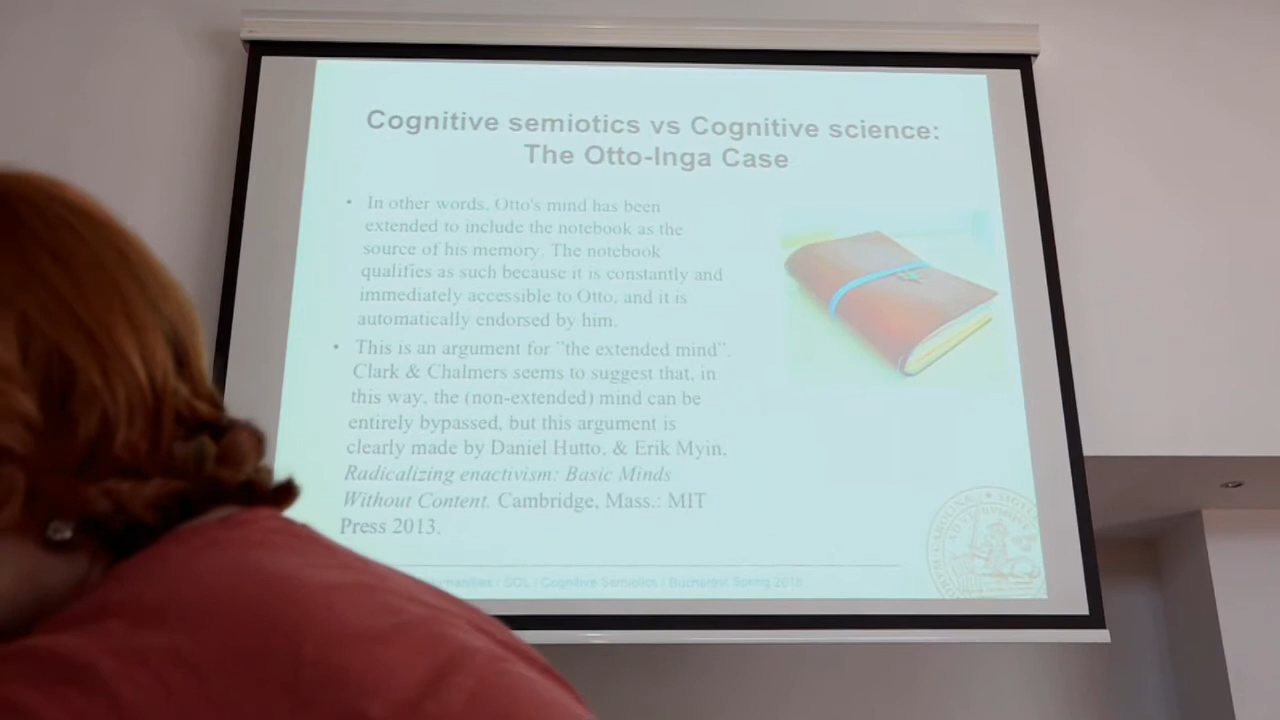 Cognitive semiotics vs Cognitive science:
The Otto-Inga Case
• In other words, Otto's mind has been
extended to include the notebook as the
source of his memory. The notebook
qualifies as such because it is constantly and
immediately accessible to Otto, and it is
automatically endorsed by him.
• This is an argument for "the extended mind".
Clark & Chalmers seems to suggest that, in
this way, the (non-extended) mind can be
entirely bypassed, but this argument is
clearly made by Daniel Hutto, & Erik Myin,
Radicalizing enactivism: Basic Minds
Without Content. Cambridge, Mass.: MIT
Press 2013.
/ Cognitive Semiotics / Bucharest Spring